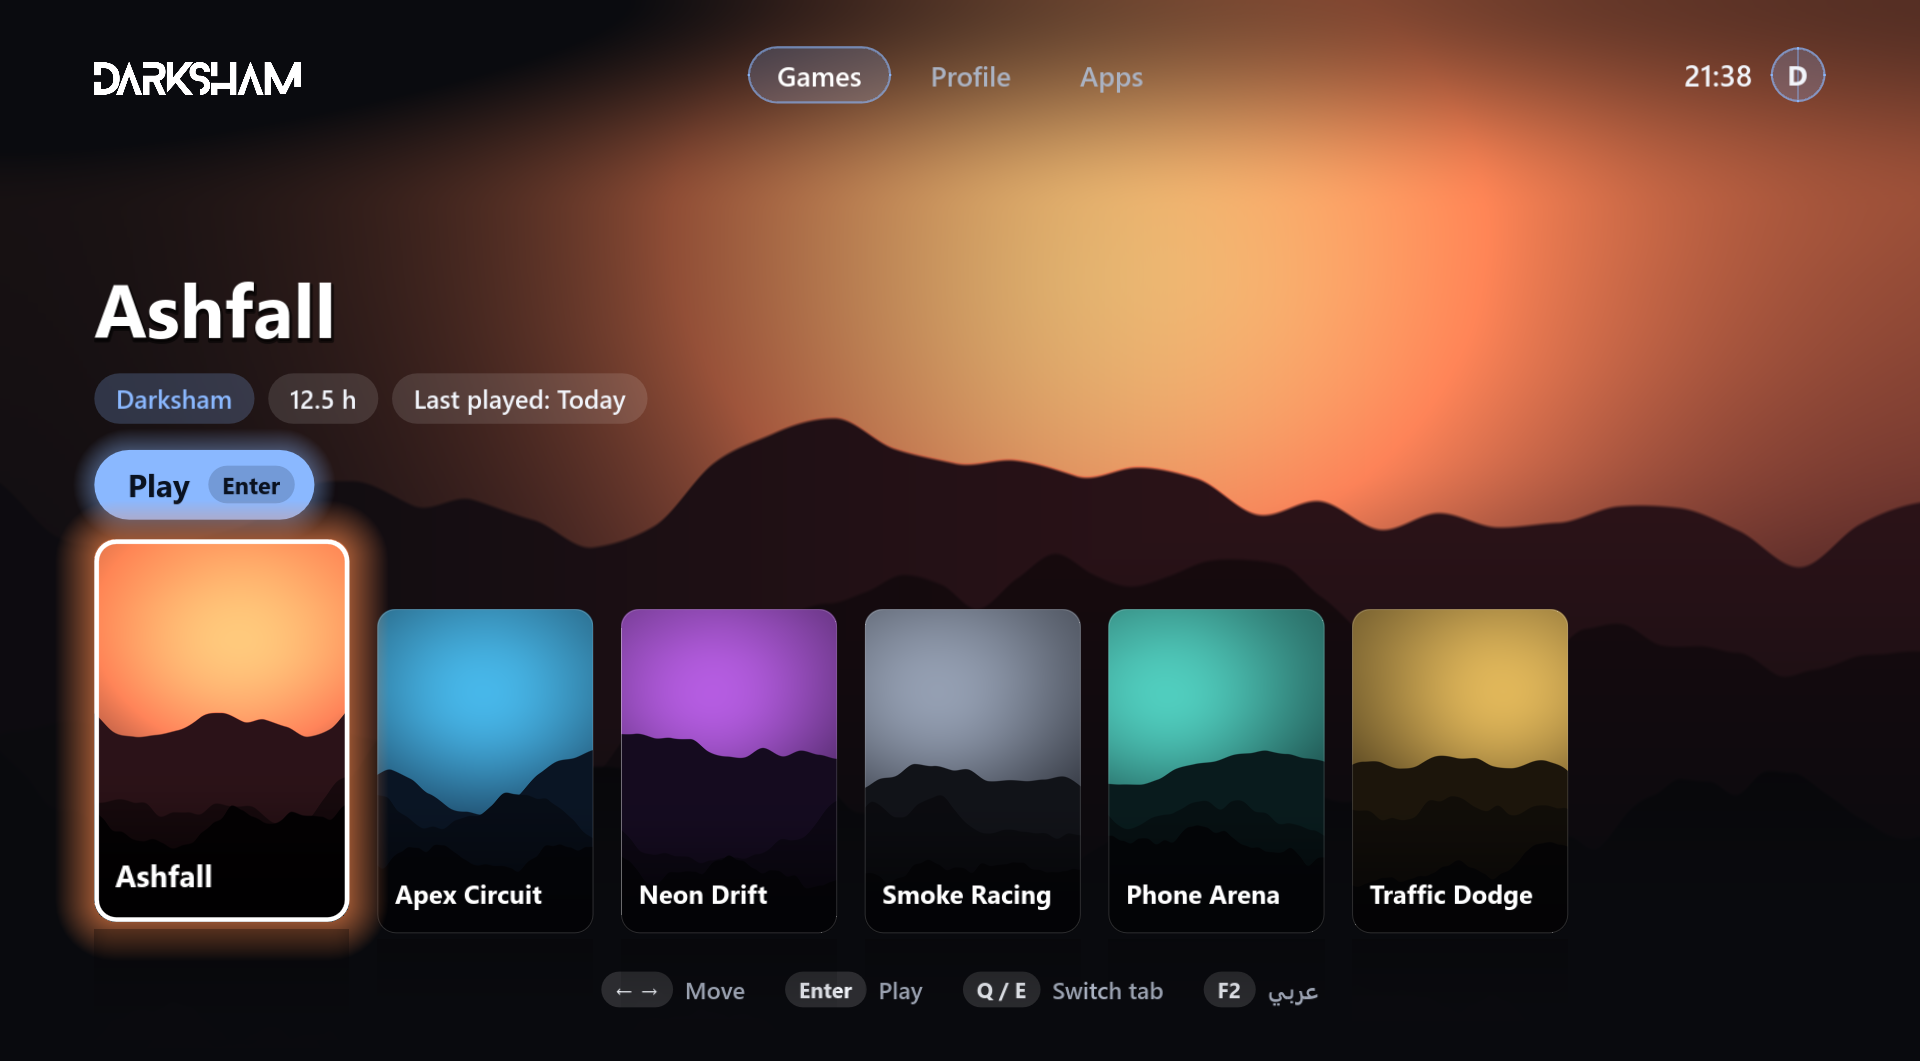 DARKSHAM
Games Profile Apps
21:38 D
Ashfall
Darksham 12.5 h Last played: Today
Play Enter
Ashfall
Apex Circuit
Neon Drift
Smoke Racing
Phone Arena
Traffic Dodge
← → Move Enter Play Q / E Switch tab F2 عربي